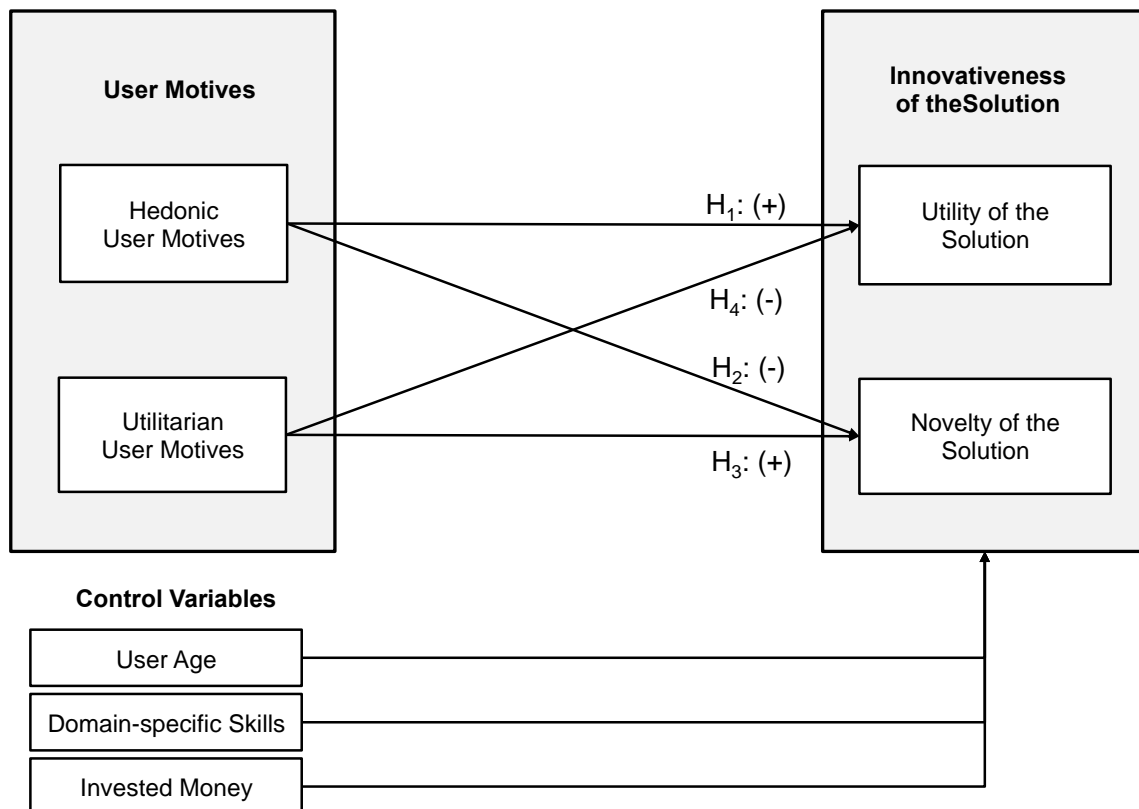 User Motives
Hedonic
User Motives
Utilitarian
User Motives
H₁: (+)
H₄: (-)
H₂: (-)
H₃: (+)
Innovativeness
of theSolution
Utility of the
Solution
Novelty of the
Solution
Control Variables
User Age
Domain-specific Skills
Invested Money